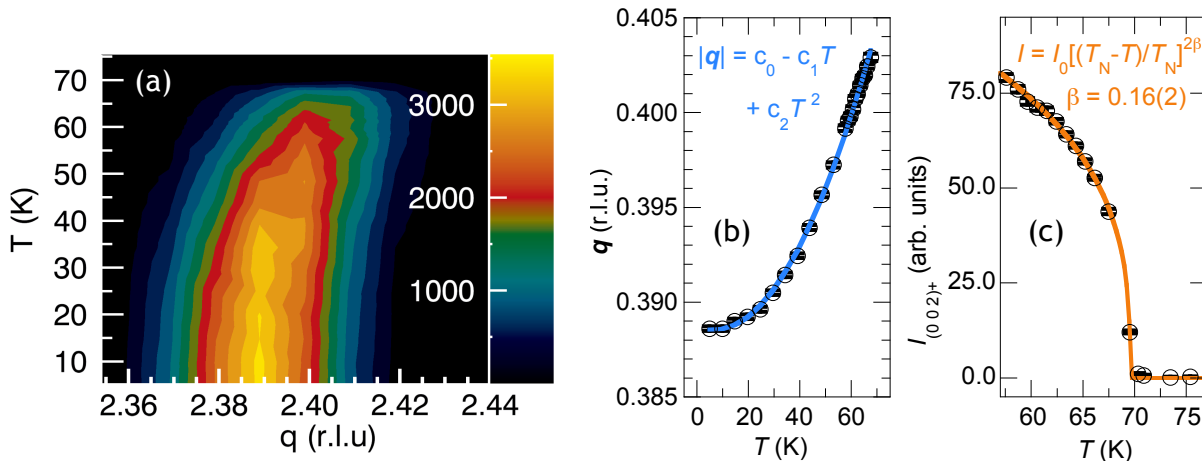 (a)
70
60
50
40
30
20
10
T (K)
2.36
2.38
2.40
2.42
2.44
q (r.l.u)
3000
2000
1000
0.405
0.400
0.395
0.390
0.385
q (r.l.u.)
|q| = c₀ - c₁T
+ c₂T²
(b)
0
20
40
60
T (K)
75.0
50.0
25.0
0.0
I₍₀ ₀ ₂₎₊ (arb. units)
I = I₀[(T_N-T)/T_N]^2β
β = 0.16(2)
(c)
60
65
70
75
T (K)